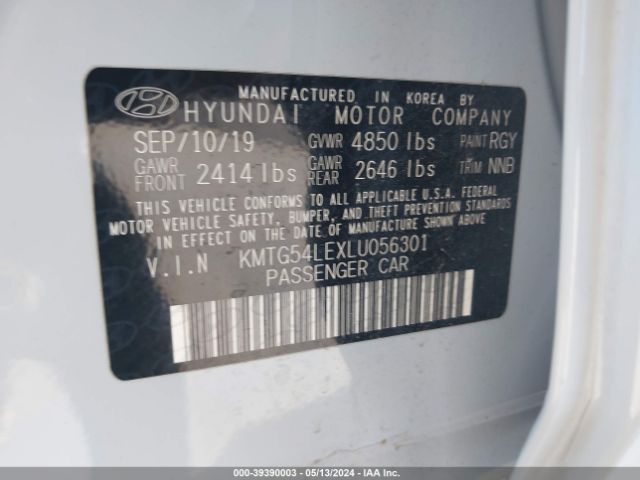 MANUFACTURED IN KOREA BY
HYUNDAI MOTOR COMPANY
SEP/10/19 GVWR 4850 lbs PAINT RGY
GAWR FRONT 2414 lbs GAWR REAR 2646 lbs TRIM NNB
THIS VEHICLE CONFORMS TO ALL APPLICABLE U.S.A. FEDERAL
MOTOR VEHICLE SAFETY, BUMPER, AND THEFT PREVENTION STANDARDS
IN EFFECT ON THE DATE OF MANUFACTURE SHOWN ABOVE
V.I.N KMTG54LEXLU056301
PASSENGER CAR
000-39390003 - 05/13/2024 - IAA Inc.